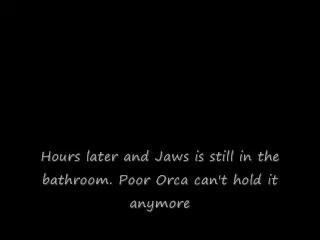 Hours later and Jaws is still in the
bathroom. Poor Orca can't hold it
anymore